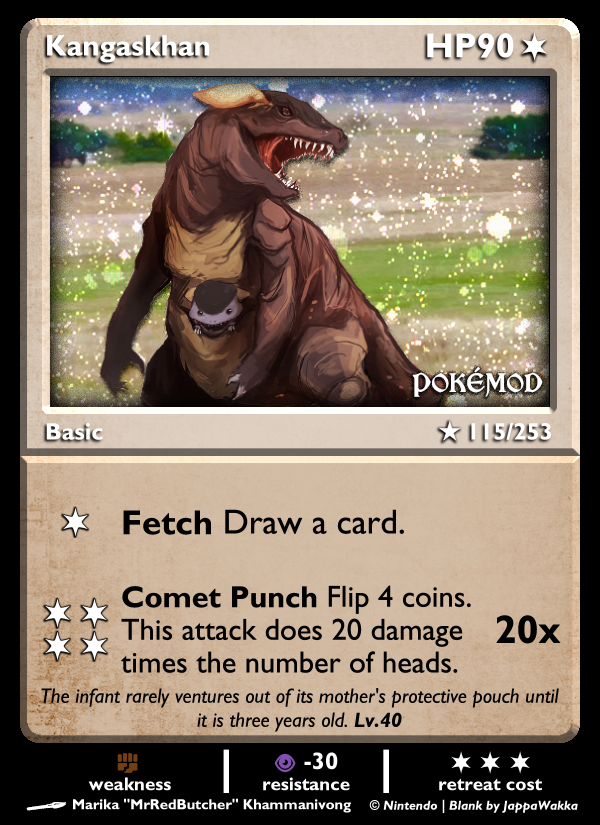 Kangaskhan HP90
POKÉMOD
Basic 115/253
Fetch Draw a card.
Comet Punch Flip 4 coins.
This attack does 20 damage 20x
times the number of heads.
The infant rarely ventures out of its mother's protective pouch until
it is three years old. Lv.40
-30
weakness resistance retreat cost
Marika "MrRedButcher" Khammanivong © Nintendo | Blank by JappaWakka